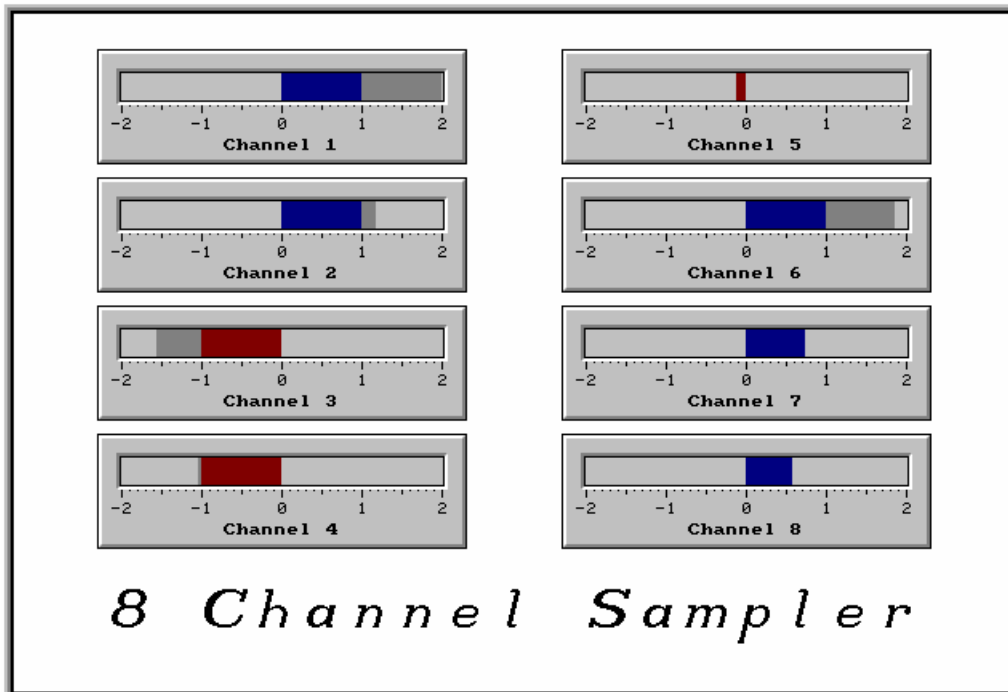 -2 -1 0 1 2
Channel 1
-2 -1 0 1 2
Channel 2
-2 -1 0 1 2
Channel 3
-2 -1 0 1 2
Channel 4
-2 -1 0 1 2
Channel 5
-2 -1 0 1 2
Channel 6
-2 -1 0 1 2
Channel 7
-2 -1 0 1 2
Channel 8
8 Channel Sampler